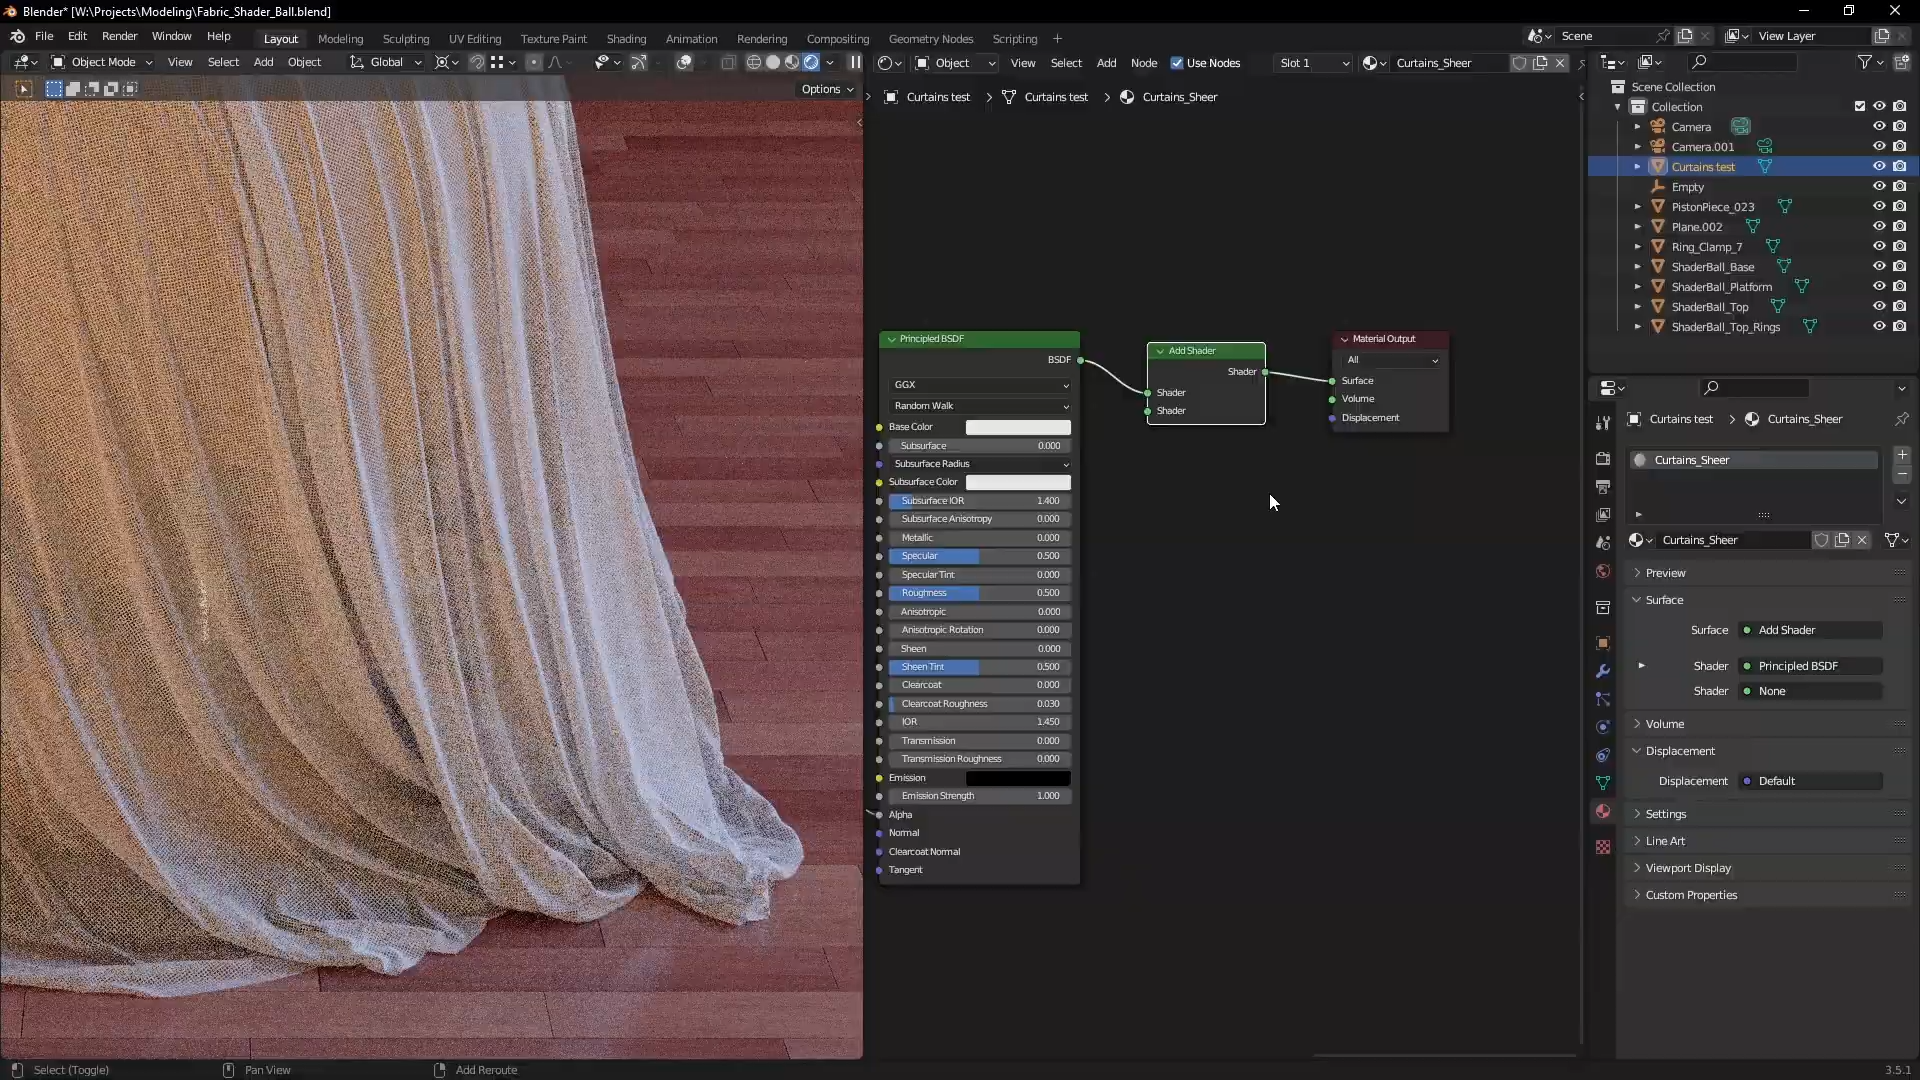 Blender* [W:\Projects\Modeling\Fabric_Shader_Ball.blend]
File Edit Render Window Help Layout Modeling Sculpting UV Editing Texture Paint Shading Animation Rendering Compositing Geometry Nodes Scripting + Scene View Layer
Object Mode View Select Add Object Global Object View Select Add Node Use Nodes Slot 1 Curtains_Sheer
Options
Curtains test > Curtains test > Curtains_Sheer
Scene Collection
Collection
Camera
Camera.001
Curtains test
Empty
PistonPiece_023
Plane.002
Ring_Clamp_7
ShaderBall_Base
ShaderBall_Platform
ShaderBall_Top
ShaderBall_Top_Rings
Principled BSDF
BSDF
GGX
Random Walk
Base Color
Subsurface 0.000
Subsurface Radius
Subsurface Color
Subsurface IOR 1.400
Subsurface Anisotropy 0.000
Metallic 0.000
Specular 0.500
Specular Tint 0.000
Roughness 0.500
Anisotropic 0.000
Anisotropic Rotation 0.000
Sheen 0.000
Sheen Tint 0.500
Clearcoat 0.000
Clearcoat Roughness 0.030
IOR 1.450
Transmission 0.000
Transmission Roughness 0.000
Emission
Emission Strength 1.000
Alpha
Normal
Clearcoat Normal
Tangent
Add Shader
Shader
Shader
Shader
Material Output
All
Surface
Volume
Displacement
Curtains test > Curtains_Sheer
Curtains_Sheer
Curtains_Sheer
Preview
Surface
Surface Add Shader
Shader Principled BSDF
Shader None
Volume
Displacement
Displacement Default
Settings
Line Art
Viewport Display
Custom Properties
Select (Toggle) Pan View Add Reroute 3.5.1